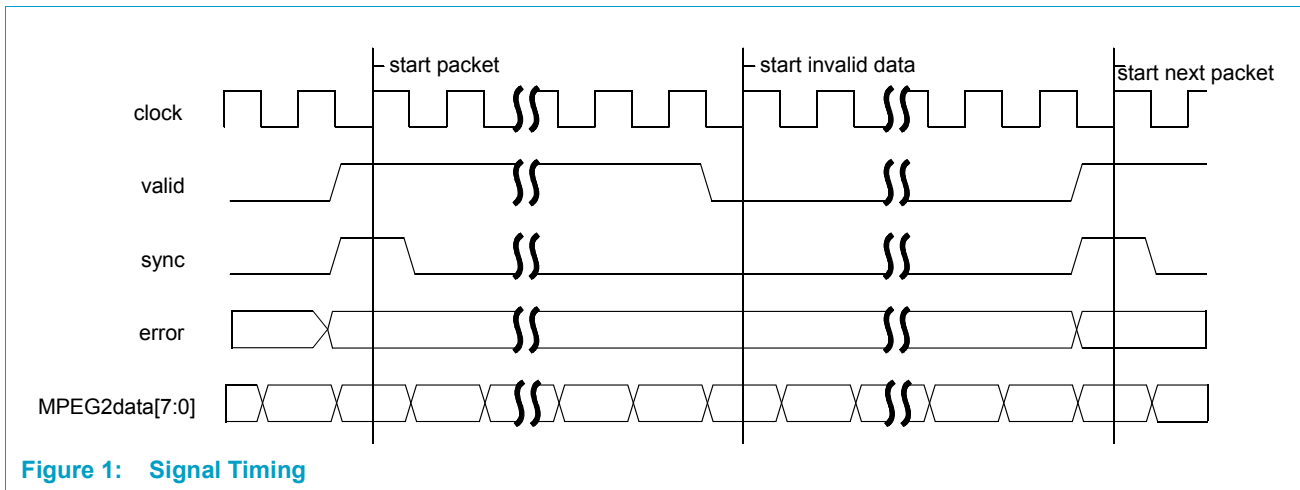 start packet
start invalid data
start next packet
clock
valid
sync
error
MPEG2data[7:0]
Figure 1: Signal Timing